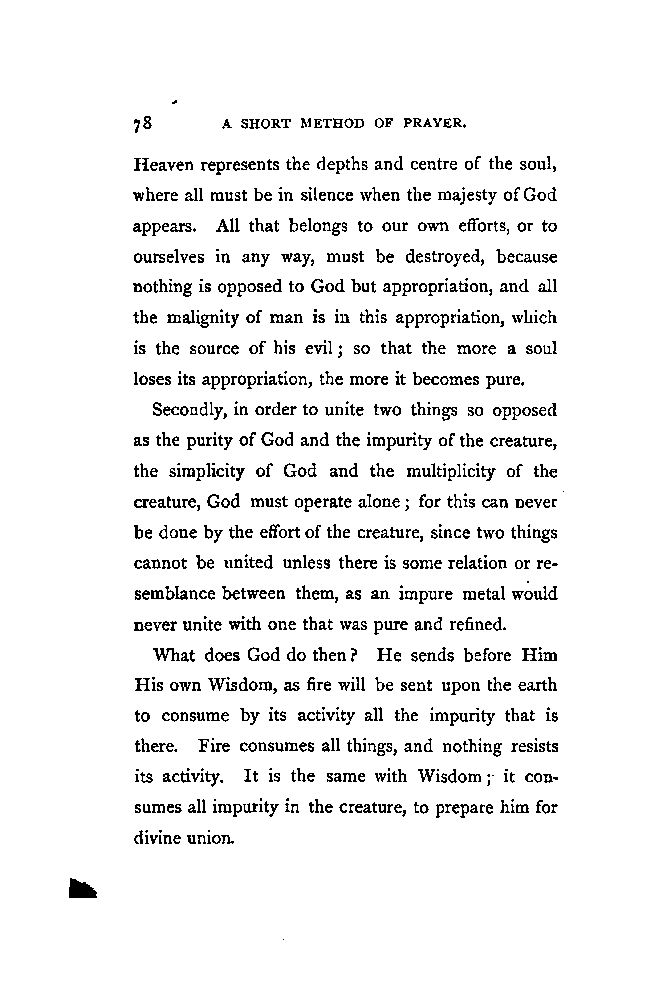 78 A SHORT METHOD OF PRAYER.
Heaven represents the depths and centre of the soul,
where all must be in silence when the majesty of God
appears. All that belongs to our own efforts, or to
ourselves in any way, must be destroyed, because
nothing is opposed to God but appropriation, and all
the malignity of man is in this appropriation, which
is the source of his evil; so that the more a soul
loses its appropriation, the more it becomes pure.
Secondly, in order to unite two things so opposed
as the purity of God and the impurity of the creature,
the simplicity of God and the multiplicity of the
creature, God must operate alone; for this can never
be done by the effort of the creature, since two things
cannot be united unless there is some relation or re-
semblance between them, as an impure metal would
never unite with one that was pure and refined.
What does God do then? He sends before Him
His own Wisdom, as fire will be sent upon the earth
to consume by its activity all the impurity that is
there. Fire consumes all things, and nothing resists
its activity. It is the same with Wisdom; it con-
sumes all impurity in the creature, to prepare him for
divine union.